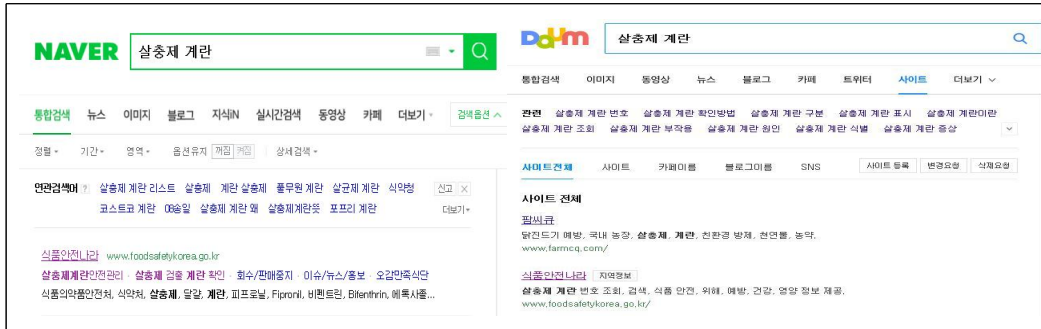 NAVER 살충제 계란
통합검색 뉴스 이미지 블로그 지식iN 실시간검색 동영상 카페 더보기 검색옵션
정렬 기간 영역 옵션유지 꺼짐 켜짐 상세검색
연관검색어 ? 살충제 계란 리스트 살충제 계란 살충제 풀무원 계란 살균제 계란 식약청 신고 X
코스트코 계란 08송일 살충제 계란 왜 살충제계란뜻 포프리 계란 더보기
식품안전나라 www.foodsafetykorea.go.kr
살충제계란안전관리 · 살충제 검출 계란 확인 · 회수/판매중지 · 이슈/뉴스/홍보 · 오감만족식단
식품의약품안전처, 식약처, 살충제, 달걀, 계란, 피프로닐, Fipronil, 비펜트린, Bifenthrin, 에톡사졸...
Daum 살충제 계란
통합검색 이미지 동영상 뉴스 블로그 카페 트위터 사이트 더보기
관련 살충제 계란 번호 살충제 계란 확인방법 살충제 계란 구분 살충제 계란 표시 살충제 계란이란
살충제 계란 조회 살충제 계란 부작용 살충제 계란 원인 살충제 계란 식별 살충제 계란 증상
사이트전체 사이트 카페이름 블로그이름 SNS 사이트 등록 변경요청 삭제요청
사이트 전체
팜씨큐
닭진드기 예방, 국내 농장, 살충제, 계란, 친환경 방제, 천연물, 농약.
www.farmcq.com/
식품안전나라 지역정보
살충제 계란 번호 조회, 검색, 식품 안전, 위해, 예방, 건강, 영양 정보 제공.
www.foodsafetykorea.go.kr/